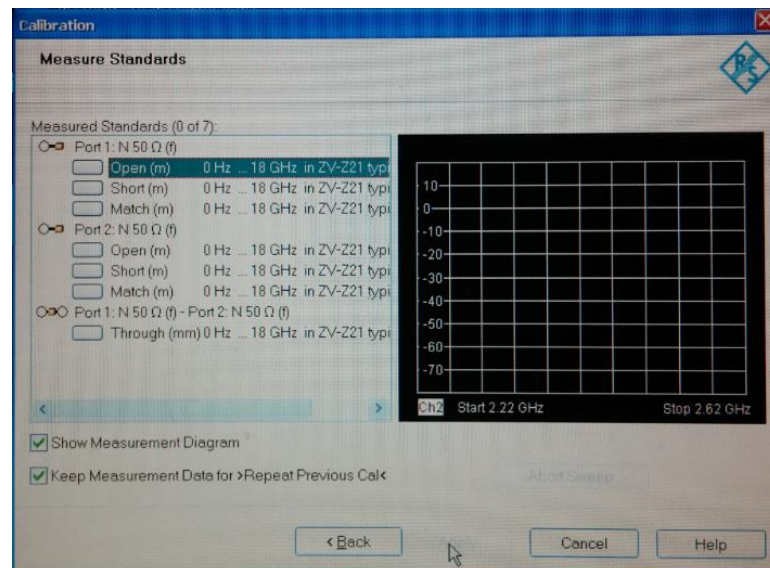 Calibration
Measure Standards
R
S
Measured Standards (0 of 7):
Port 1: N 50 Ω (f)
Open (m) 0 Hz ... 18 GHz in ZV-Z21 typi
Short (m) 0 Hz ... 18 GHz in ZV-Z21 typi
Match (m) 0 Hz ... 18 GHz in ZV-Z21 typi
Port 2: N 50 Ω (f)
Open (m) 0 Hz ... 18 GHz in ZV-Z21 typi
Short (m) 0 Hz ... 18 GHz in ZV-Z21 typi
Match (m) 0 Hz ... 18 GHz in ZV-Z21 typi
Port 1: N 50 Ω (f) - Port 2: N 50 Ω (f)
Through (mm) 0 Hz ... 18 GHz in ZV-Z21 typi
10
0
-10
-20
-30
-40
-50
-60
-70
Ch2 Start 2.22 GHz Stop 2.62 GHz
Show Measurement Diagram
Keep Measurement Data for >Repeat Previous Cal<
Abort Sweep
< Back
Cancel
Help